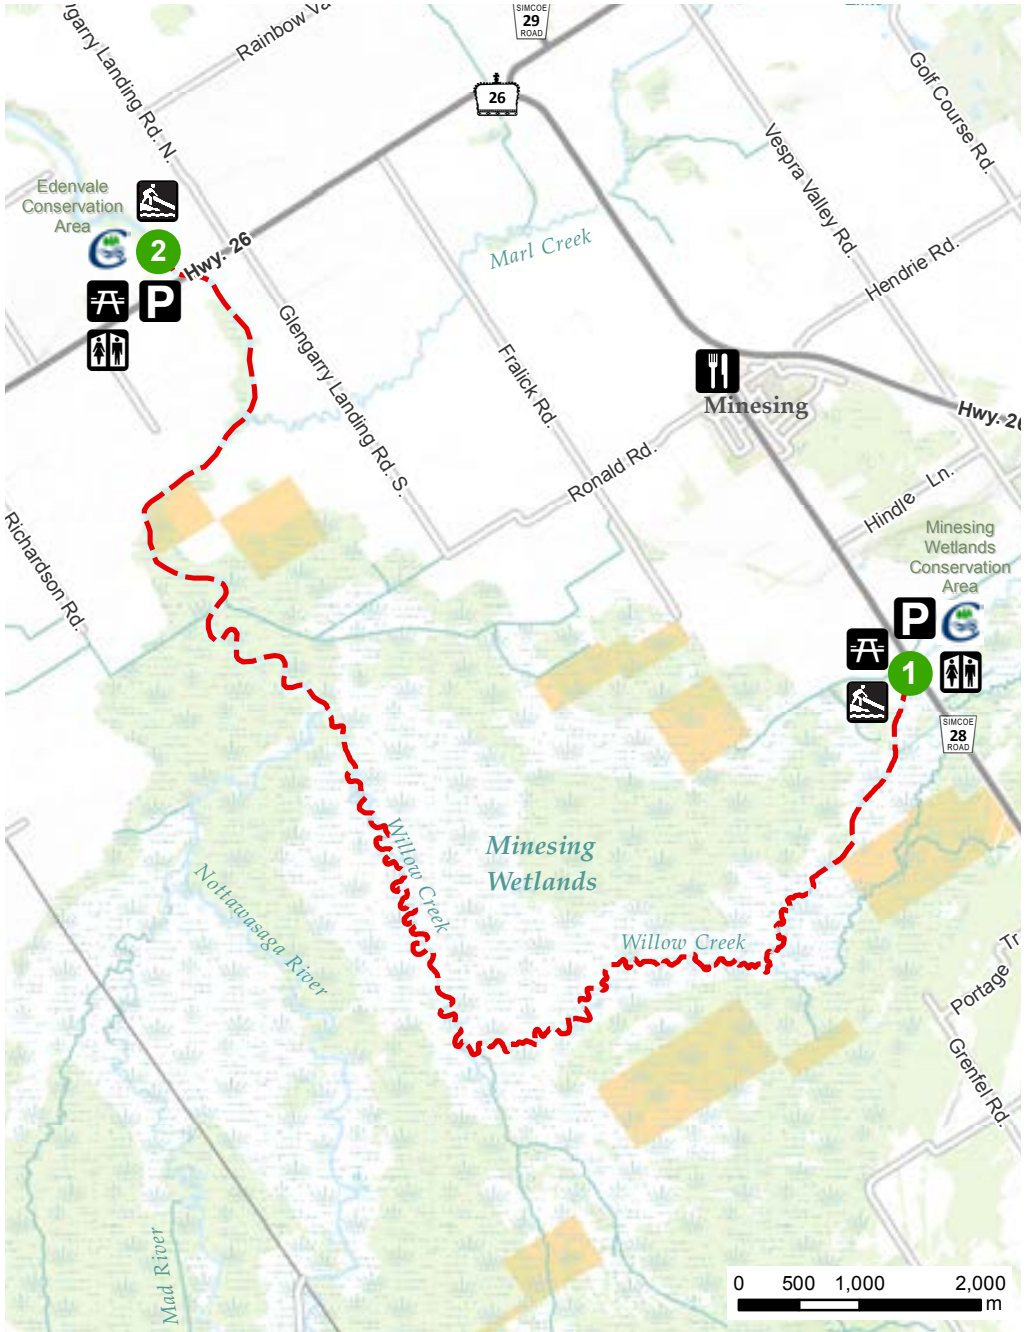 SIMCOE
29
ROAD
Rainbow Va
garry Landing Rd. N.
26
Golf Course Rd.
Vespra Valley Rd.
Edenvale
Conservation
Area
2
Hwy. 26
P
Marl Creek
Hendrie Rd.
Glengarry Landing Rd. S.
Fralick Rd.
Minesing
Hwy. 26
Ronald Rd.
Hindle Ln.
Richardson Rd.
Minesing
Wetlands
Conservation
Area
P
1
SIMCOE
28
ROAD
Willow Creek
Minesing
Wetlands
Nottawasaga River
Willow Creek
Portage Tr
Grenfel Rd.
Mad River
0 500 1,000 2,000
m